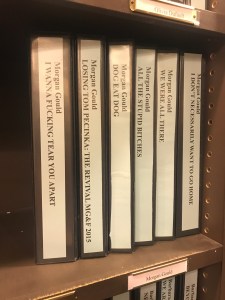 Morgan Gould
I WANNA FUCKING TEAR YOU APART
Morgan Gould
LOSING TOM PECINKA: THE REVIVAL MG&F 2015
Morgan Gould
DOG EAT DOG
Morgan Gould
ALL THE STUPID BITCHES
Morgan Gould
WE WERE ALL THERE
Morgan Gould
I DON'T NECESSARILY WANT TO GO HOME
Morgan Gould